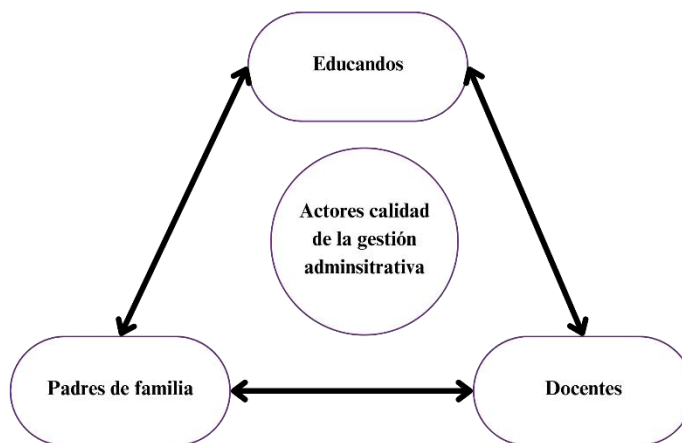 Educandos
Actores calidad
de la gestión
adminsitrativa
Padres de familia
Docentes